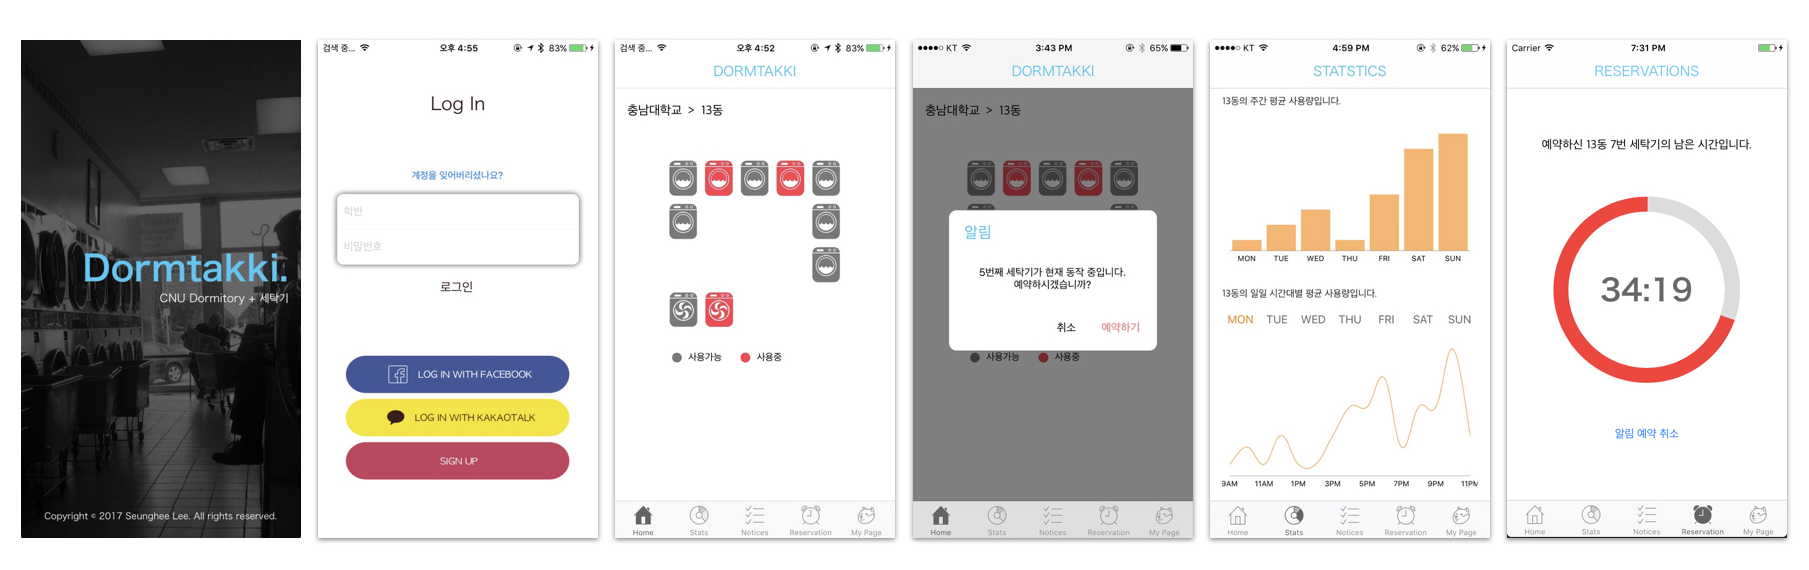 Dormtakki.
CNU Dormitory + 세탁기
Copyright © 2017 Seunghee Lee. All rights reserved.
검색 중...
오후 4:55
83%
Log In
계정을 잊어버리셨나요?
학번
비밀번호
로그인
LOG IN WITH FACEBOOK
LOG IN WITH KAKAOTALK
SIGN UP
검색 중...
오후 4:52
83%
DORMTAKKI
충남대학교 > 13동
사용가능 사용중
Home Stats Notices Reservation My Page
KT
3:43 PM
65%
DORMTAKKI
충남대학교 > 13동
알림
5번째 세탁기가 현재 동작 중입니다.
예약하시겠습니까?
취소 예약하기
사용가능 사용중
Home Stats Notices Reservation My Page
KT
4:59 PM
62%
STATSTICS
13동의 주간 평균 사용량입니다.
MON TUE WED THU FRI SAT SUN
13동의 일일 시간대별 평균 사용량입니다.
MON TUE WED THU FRI SAT SUN
9AM 11AM 1PM 3PM 5PM 7PM 9PM 11PM
Home Stats Notices Reservation My Page
Carrier
7:31 PM
RESERVATIONS
예약하신 13동 7번 세탁기의 남은 시간입니다.
34:19
알림 예약 취소
Home Stats Notices Reservation My Page